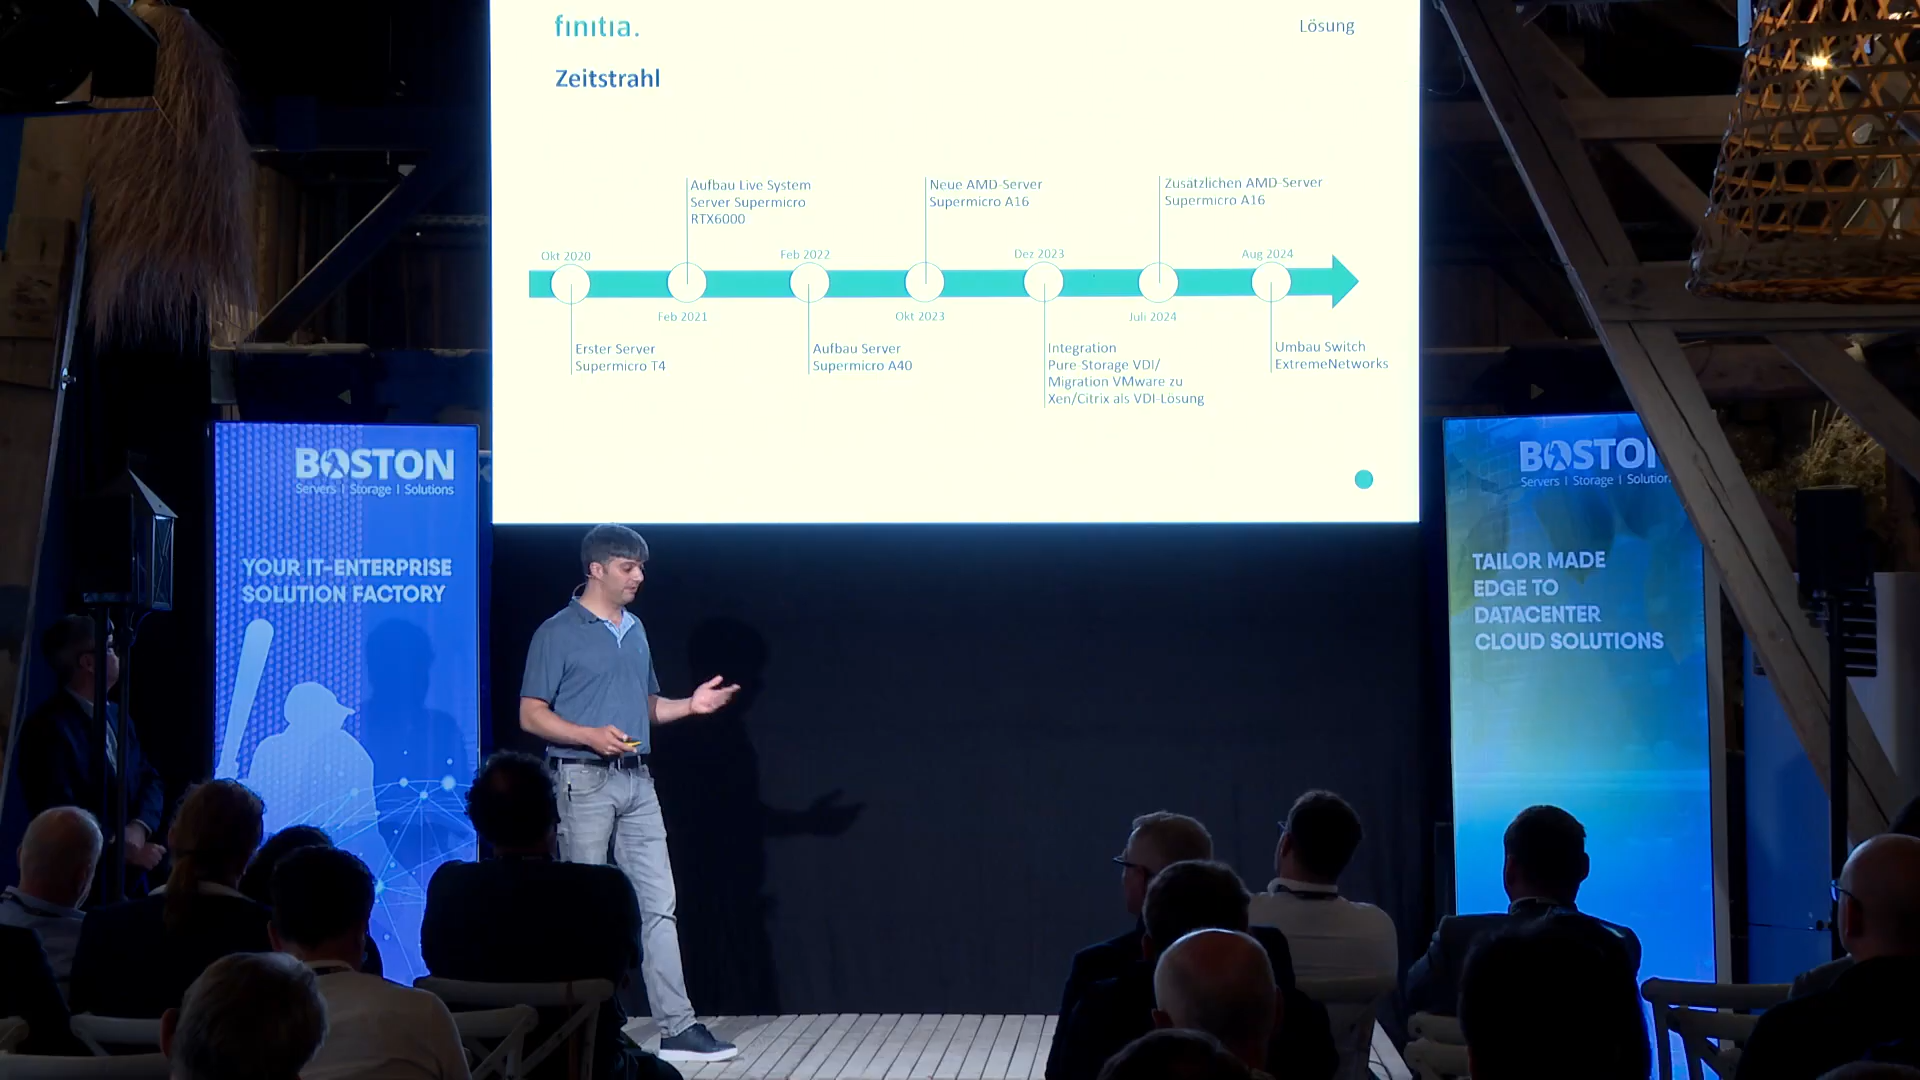 finitia.
Lösung
Zeitstrahl
Aufbau Live System
Server Supermicro
RTX6000
Neue AMD-Server
Supermicro A16
Zusätzlichen AMD-Server
Supermicro A16
Okt 2020
Feb 2022
Dez 2023
Aug 2024
Feb 2021
Okt 2023
Juli 2024
Erster Server
Supermicro T4
Aufbau Server
Supermicro A40
Integration
Pure-Storage VDI/
Migration VMware zu
Xen/Citrix als VDI-Lösung
Umbau Switch
ExtremeNetworks
BOSTON
Servers | Storage | Solutions
YOUR IT-ENTERPRISE
SOLUTION FACTORY
BOSTON
Servers | Storage | Solution
TAILOR MADE
EDGE TO
DATACENTER
CLOUD SOLUTIONS